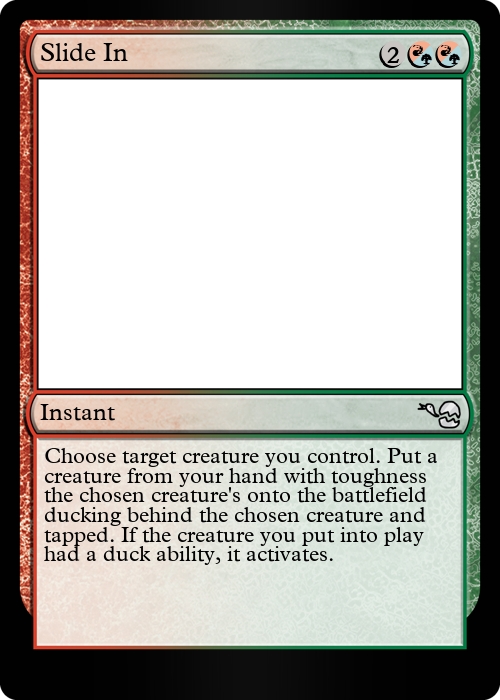 Slide In
2
Instant
Choose target creature you control. Put a
creature from your hand with toughness
the chosen creature's onto the battlefield
ducking behind the chosen creature and
tapped. If the creature you put into play
had a duck ability, it activates.